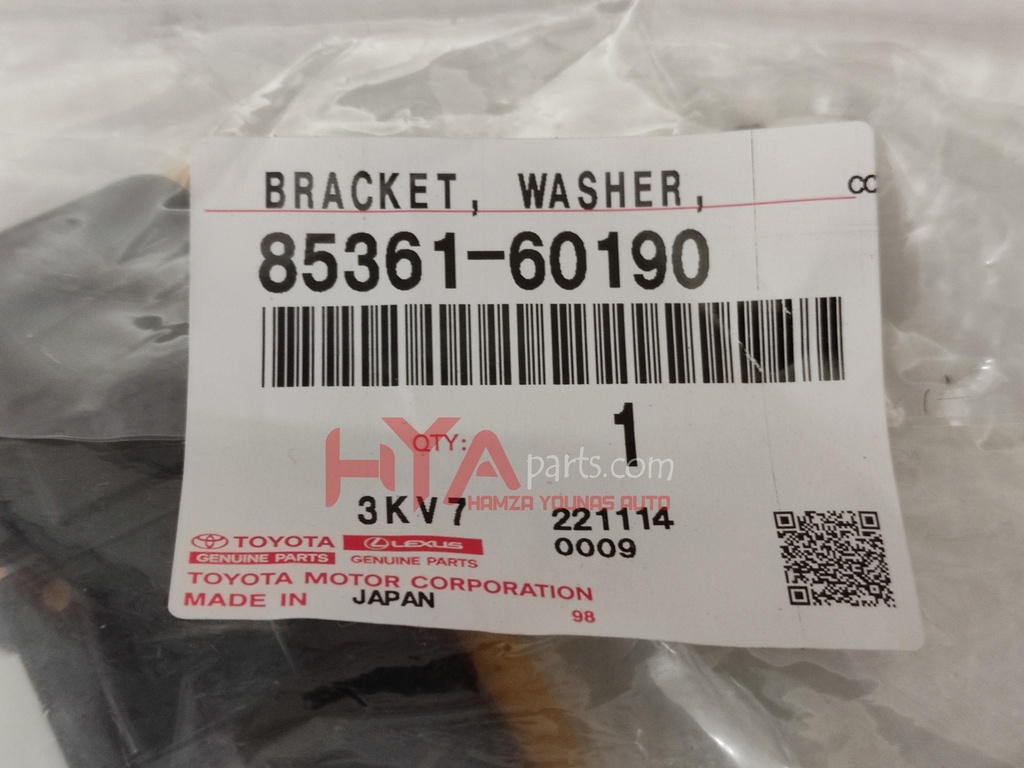 BRACKET, WASHER, CC
85361-60190
QTY: 1
HYAparts.com
HAMZA YOUNAS AUTO
3KV7 221114
0009
TOYOTA LEXUS
GENUINE PARTS GENUINE PARTS
TOYOTA MOTOR CORPORATION
MADE IN JAPAN
98